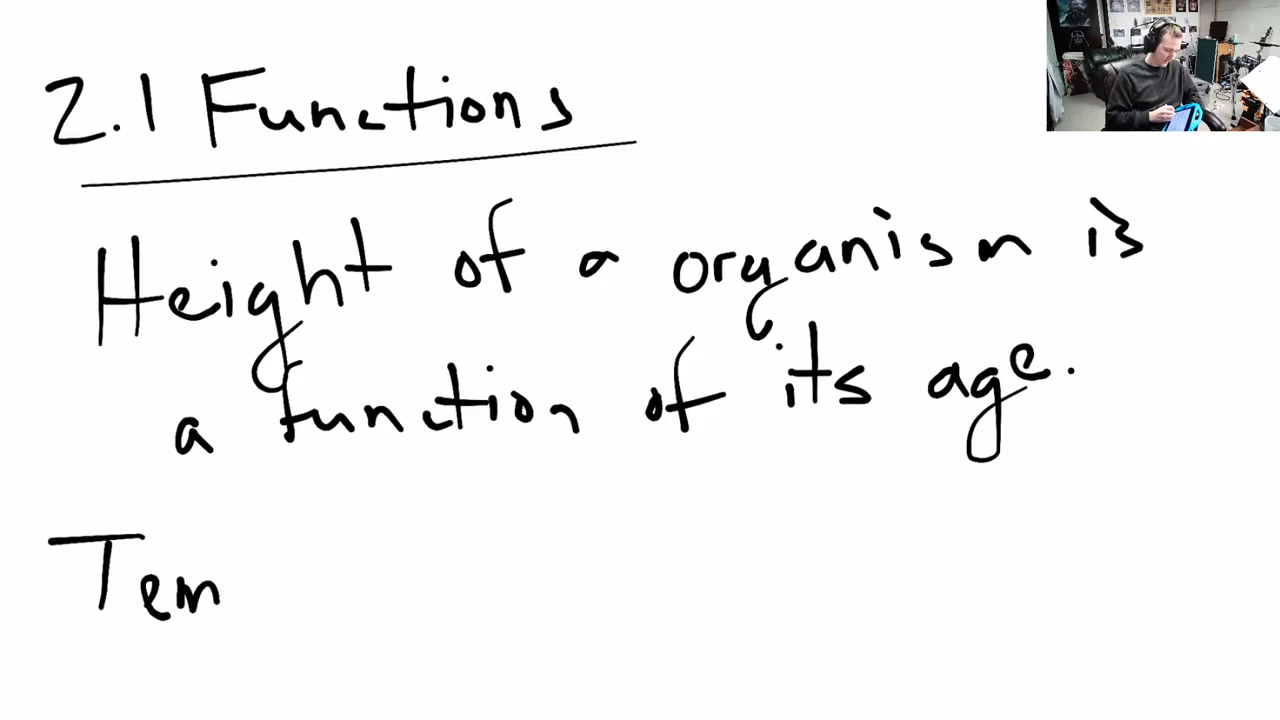 2.1 Functions
Height of a organism is
a function of its age.
Tem